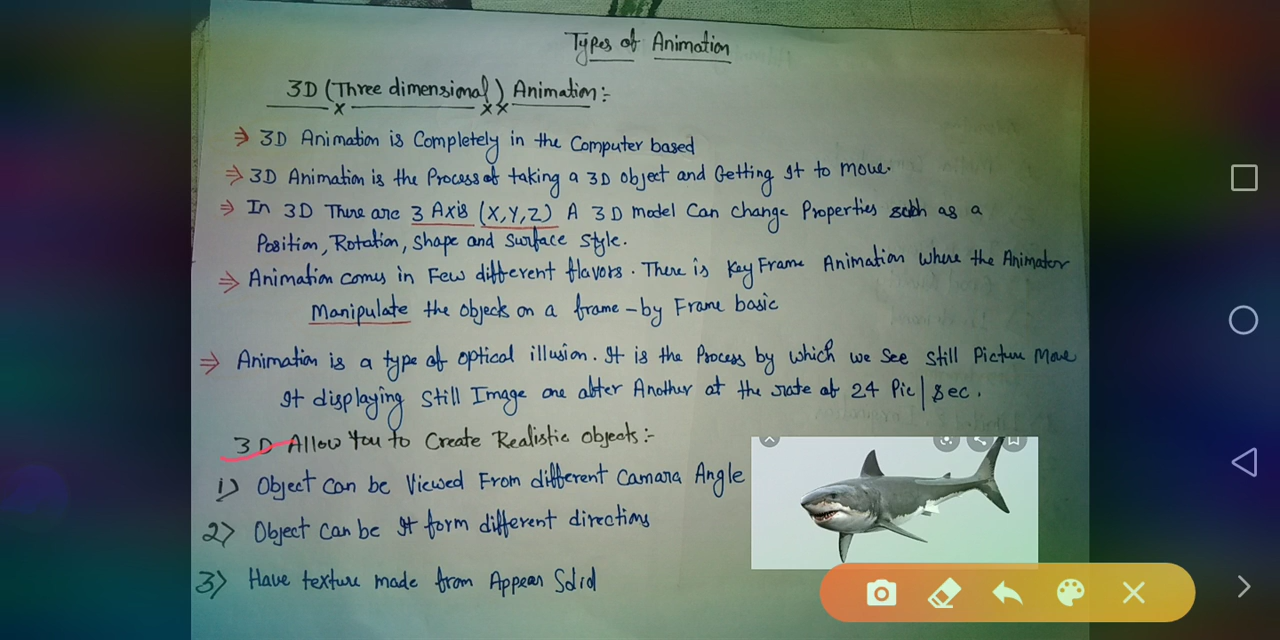 Types of Animation
3D (Three dimensional) Animation:-
⇒ 3D Animation is Completely in the Computer based
⇒ 3D Animation is the Process of taking a 3D object and Getting It to move.
⇒ In 3D There are 3 Axis (X,Y,Z) A 3D model Can change Properties such as a
Position, Rotation, Shape and Surface Style.
⇒ Animation comes in Few different flavors. There is Key Frame Animation where the Animator
Manipulate the objects on a frame-by Frame basic
⇒ Animation is a type of optical illusion. It is the Process by which we See Still Picture Move
It displaying Still Image one after Another at the rate of 24 Pic|Sec.
3D Allow You to Create Realistic Objects:-
1) Object can be Viewed From different Camara Angle
2) Object Can be It form different directions
3) Have texture made from Appear Solid